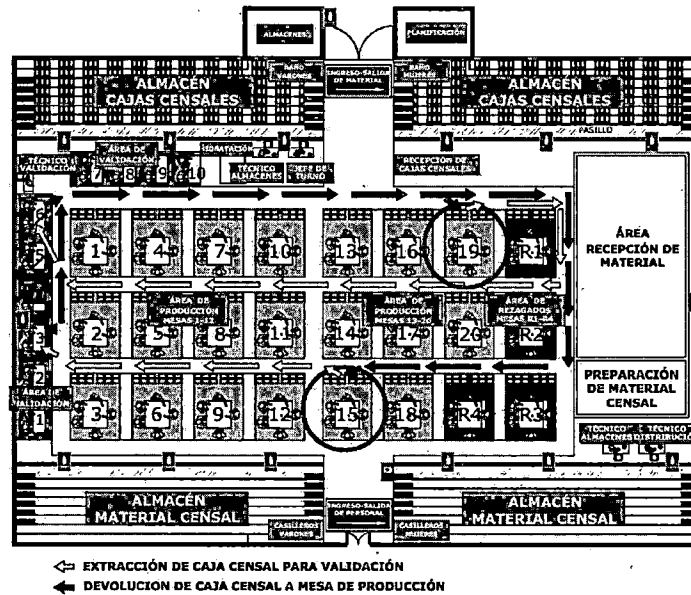 ALMACENES
PLANIFICACIÓN
BAÑO
VARONES
INGRESO-SALIDA
DE MATERIAL
BAÑO
MUJERES
ALMACÉN
CAJAS CENSALES
ALMACÉN
CAJAS CENSALES
PASILLO
TÉCNICO
VALIDACIÓN
ÁREA DE
VALIDACIÓN
HIDRATACIÓN
TÉCNICO
ALMACENES
JEFE DE
TURNO
RECEPCIÓN DE
CAJAS CENSALES
7 8 9 10
6
5
1 4 7 10 13 16 19 R1
ÁREA
RECEPCIÓN DE
MATERIAL
ÁREA DE
PRODUCCIÓN
MESAS 1-12
ÁREA DE
PRODUCCIÓN
MESAS 13-20
ÁREA DE
REZAGADOS
MESAS R1-R4
3
2 5 8 11 14 17 20 R2
PREPARACIÓN
DE MATERIAL
CENSAL
2
ÁREA DE
VALIDACIÓN
1
3 6 9 12 15 18 R4 R3
TÉCNICO
ALMACENES
TÉCNICO
DISTRIBUCIÓN
ALMACÉN
MATERIAL CENSAL
INGRESO-SALIDA
DE PERSONAL
ALMACÉN
MATERIAL CENSAL
CASILLEROS
VARONES
CASILLEROS
MUJERES
EXTRACCIÓN DE CAJA CENSAL PARA VALIDACIÓN
DEVOLUCION DE CAJA CENSAL A MESA DE PRODUCCIÓN